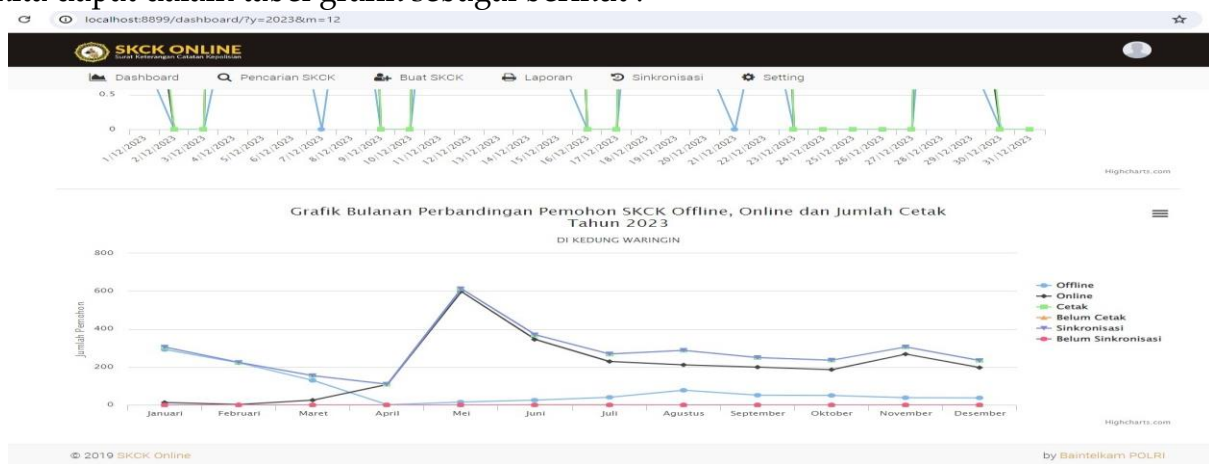 kita dapat dalam tabel grafik sebagai berikut :
localhost:8899/dashboard/?y=2023&m=12
SKCK ONLINE
Surat Keterangan Catatan Kepolisian
Dashboard Pencarian SKCK Buat SKCK Laporan Sinkronisasi Setting
0.5
0
1/12/2023 2/12/2023 3/12/2023 4/12/2023 5/12/2023 6/12/2023 7/12/2023 8/12/2023 9/12/2023 10/12/2023 11/12/2023 12/12/2023 13/12/2023 14/12/2023 15/12/2023 16/12/2023 17/12/2023 18/12/2023 19/12/2023 20/12/2023 21/12/2023 22/12/2023 23/12/2023 24/12/2023 25/12/2023 26/12/2023 27/12/2023 28/12/2023 29/12/2023 30/12/2023 31/12/2023
Highcharts.com
Grafik Bulanan Perbandingan Pemohon SKCK Offline, Online dan Jumlah Cetak
Tahun 2023
DI KEDUNG WARINGIN
Jumlah Pemohon
800
600
400
200
0
Januari Februari Maret April Mei Juni Juli Agustus September Oktober November Desember
Offline
Online
Cetak
Belum Cetak
Sinkronisasi
Belum Sinkronisasi
Highcharts.com
© 2019 SKCK Online by Baintelkam POLRI